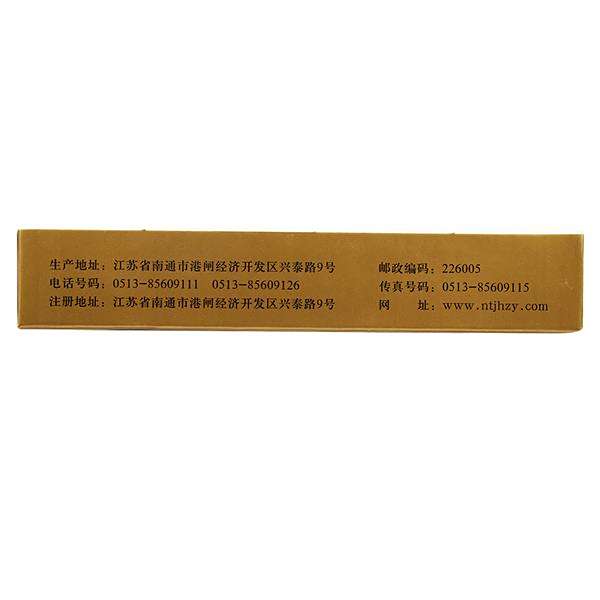 生产地址：江苏省南通市港闸经济开发区兴泰路9号 邮政编码：226005
电话号码：0513-85609111 0513-85609126 传真号码：0513-85609115
注册地址：江苏省南通市港闸经济开发区兴泰路9号 网 址：www.ntjhzy.com